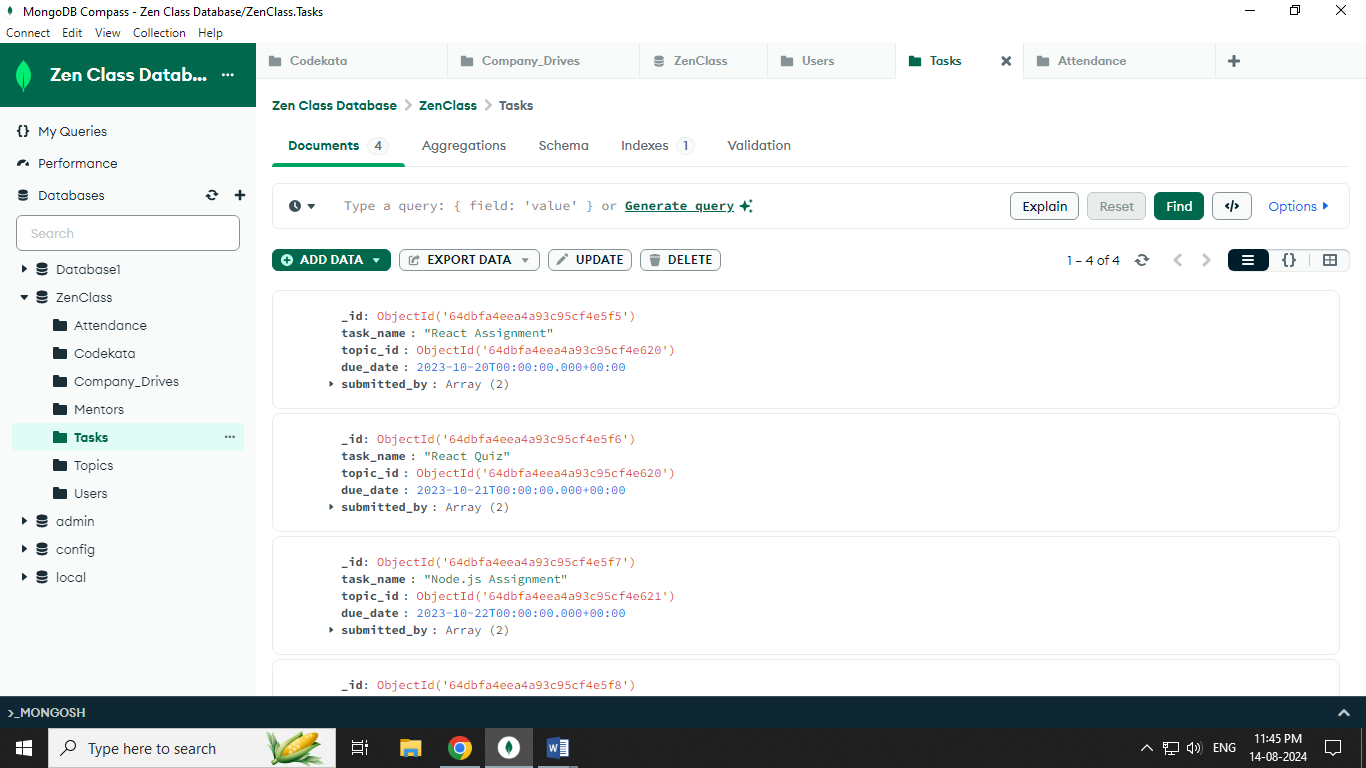 MongoDB Compass - Zen Class Database/ZenClass.Tasks
Connect Edit View Collection Help
Zen Class Datab... ...
Codekata Company_Drives ZenClass Users Tasks Attendance
My Queries
Performance
Databases
Search
Database1
ZenClass
Attendance
Codekata
Company_Drives
Mentors
Tasks ...
Topics
Users
admin
config
local
Zen Class Database > ZenClass > Tasks
Documents 4 Aggregations Schema Indexes 1 Validation
Type a query: { field: 'value' } or Generate query
Explain Reset Find </> Options
ADD DATA EXPORT DATA UPDATE DELETE 1 – 4 of 4 {}
_id: ObjectId('64dbfa4eea4a93c95cf4e5f5')
task_name : "React Assignment"
topic_id : ObjectId('64dbfa4eea4a93c95cf4e620')
due_date : 2023-10-20T00:00:00.000+00:00
submitted_by : Array (2)
_id: ObjectId('64dbfa4eea4a93c95cf4e5f6')
task_name : "React Quiz"
topic_id : ObjectId('64dbfa4eea4a93c95cf4e620')
due_date : 2023-10-21T00:00:00.000+00:00
submitted_by : Array (2)
_id: ObjectId('64dbfa4eea4a93c95cf4e5f7')
task_name : "Node.js Assignment"
topic_id : ObjectId('64dbfa4eea4a93c95cf4e621')
due_date : 2023-10-22T00:00:00.000+00:00
submitted_by : Array (2)
_id: ObjectId('64dbfa4eea4a93c95cf4e5f8')
>_MONGOSH
Type here to search
ENG
11:45 PM
14-08-2024